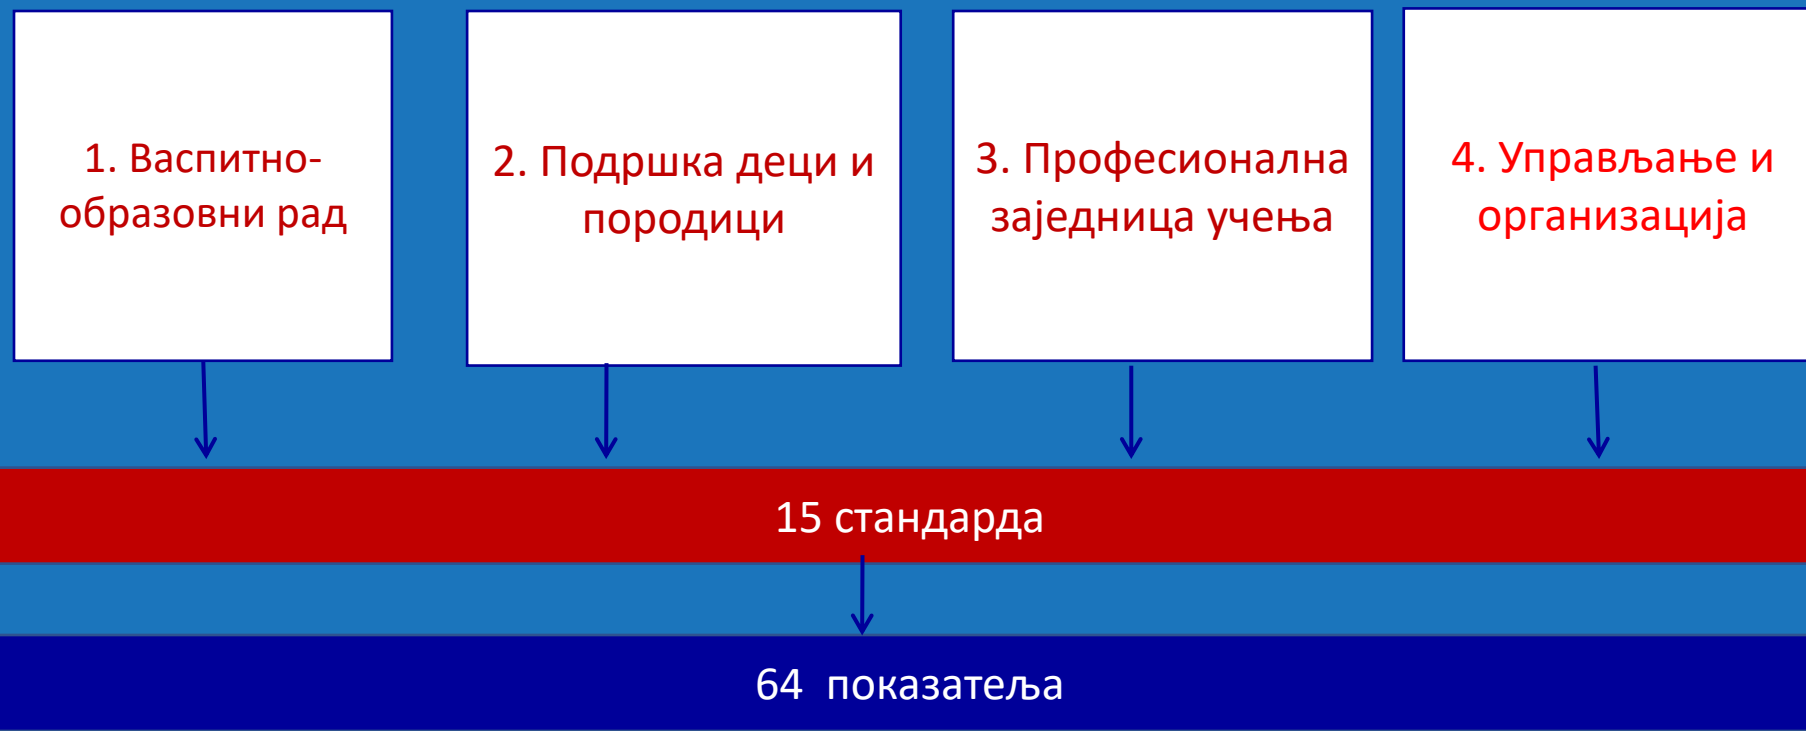 1. Васпитно-
образовни рад
2. Подршка деци и
породици
3. Професионална
заједница учења
4. Управљање и
организација
15 стандарда
64  показатеља